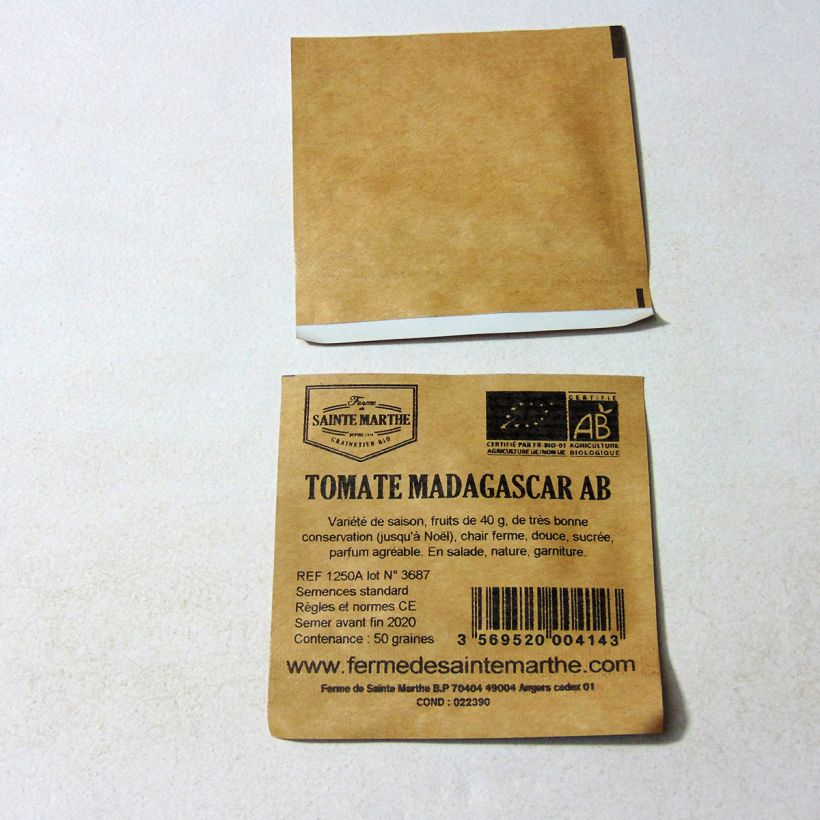 Ferme
de
SAINTE MARTHE
DEPUIS 1974
GRAINETIER BIO
CERTIFIE
AB
CERTIFIÉ PAR FR-BIO-01
AGRICULTURE UE/NON UE
AGRICULTURE
BIOLOGIQUE
TOMATE MADAGASCAR AB
Variété de saison, fruits de 40 g, de très bonne
conservation (jusqu'à Noël), chair ferme, douce, sucrée,
parfum agréable. En salade, nature, garniture.
REF 1250A lot N° 3687
Semences standard
Règles et normes CE
Semer avant fin 2020
Contenance : 50 graines
3 569520 004143
www.fermedesaintemarthe.com
Ferme de Sainte Marthe B.P 70404 49004 Angers cedex 01
COND : 022390